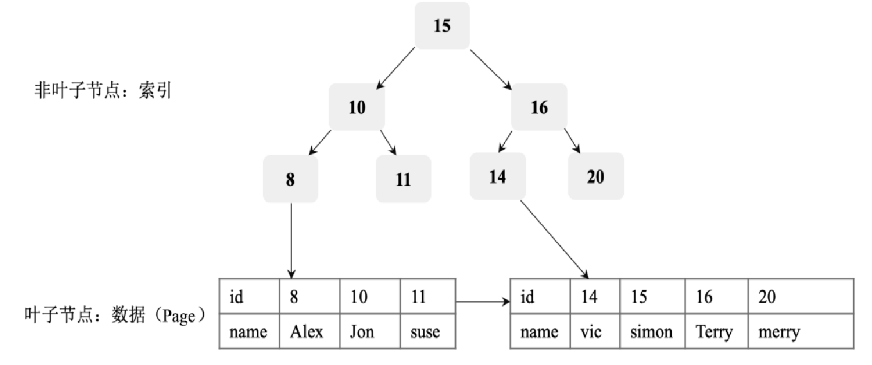 15
非叶子节点：索引
10 16
8 11 14 20
id 8 10 11 id 14 15 16 20
叶子节点：数据（Page）
name Alex Jon suse name vic simon Terry merry